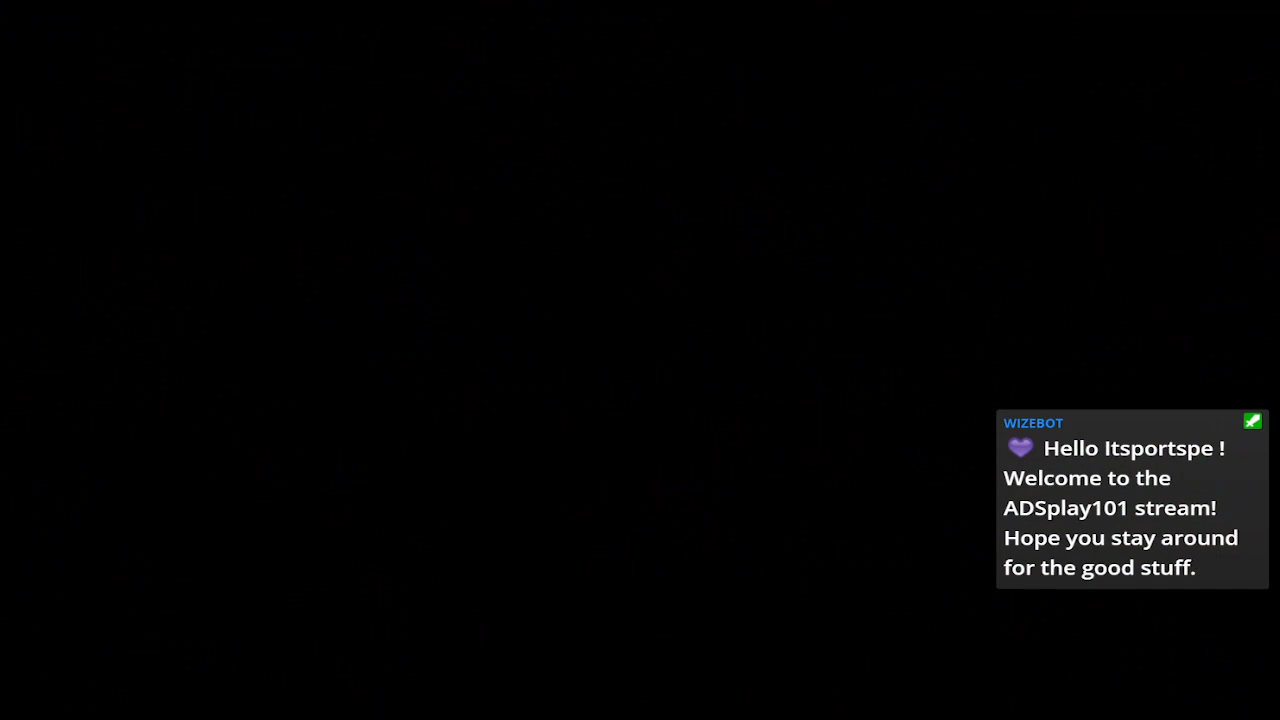 WIZEBOT
Hello Itsportspe !
Welcome to the
ADSplay101 stream!
Hope you stay around
for the good stuff.